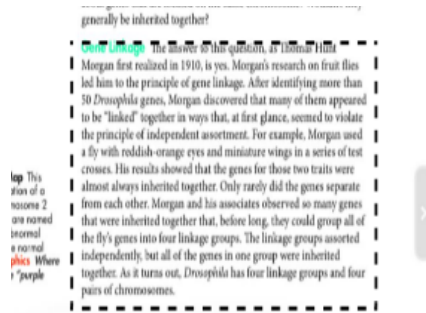 generally be inherited together?
Gene Linkage The answer to this question, as Thomas Hunt
Morgan first realized in 1910, is yes. Morgan's research on fruit flies
led him to the principle of gene linkage. After identifying more than
50 Drosophila genes, Morgan discovered that many of them appeared
to be "linked" together in ways that, at first glance, seemed to violate
the principle of independent assortment. For example, Morgan used
a fly with reddish-orange eyes and miniature wings in a series of test
crosses. His results showed that the genes for those two traits were
almost always inherited together. Only rarely did the genes separate
from each other. Morgan and his associates observed so many genes
that were inherited together that, before long, they could group all of
the fly's genes into four linkage groups. The linkage groups assorted
independently, but all of the genes in one group were inherited
together. As it turns out, Drosophila has four linkage groups and four
pairs of chromosomes.
This
of a
2
are named
normal
Where
"purple